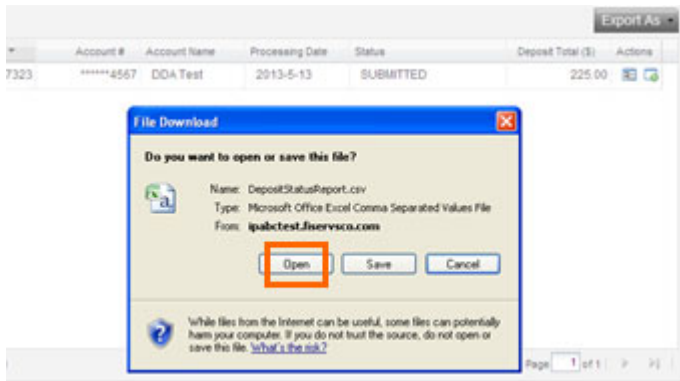 Export As
Account # Account Name Processing Date Status Deposit Total ($) Actions
7323 ******4567 DDA Test 2013-5-13 SUBMITTED 225.00
File Download
Do you want to open or save this file?
Name: DepositStatusReport.csv
Type: Microsoft Office Excel Comma Separated Values File
From: ipabctest.fiservsco.com
Open Save Cancel
While files from the Internet can be useful, some files can potentially
harm your computer. If you do not trust the source, do not open or
save this file. What's the risk?
Page 1 of 1